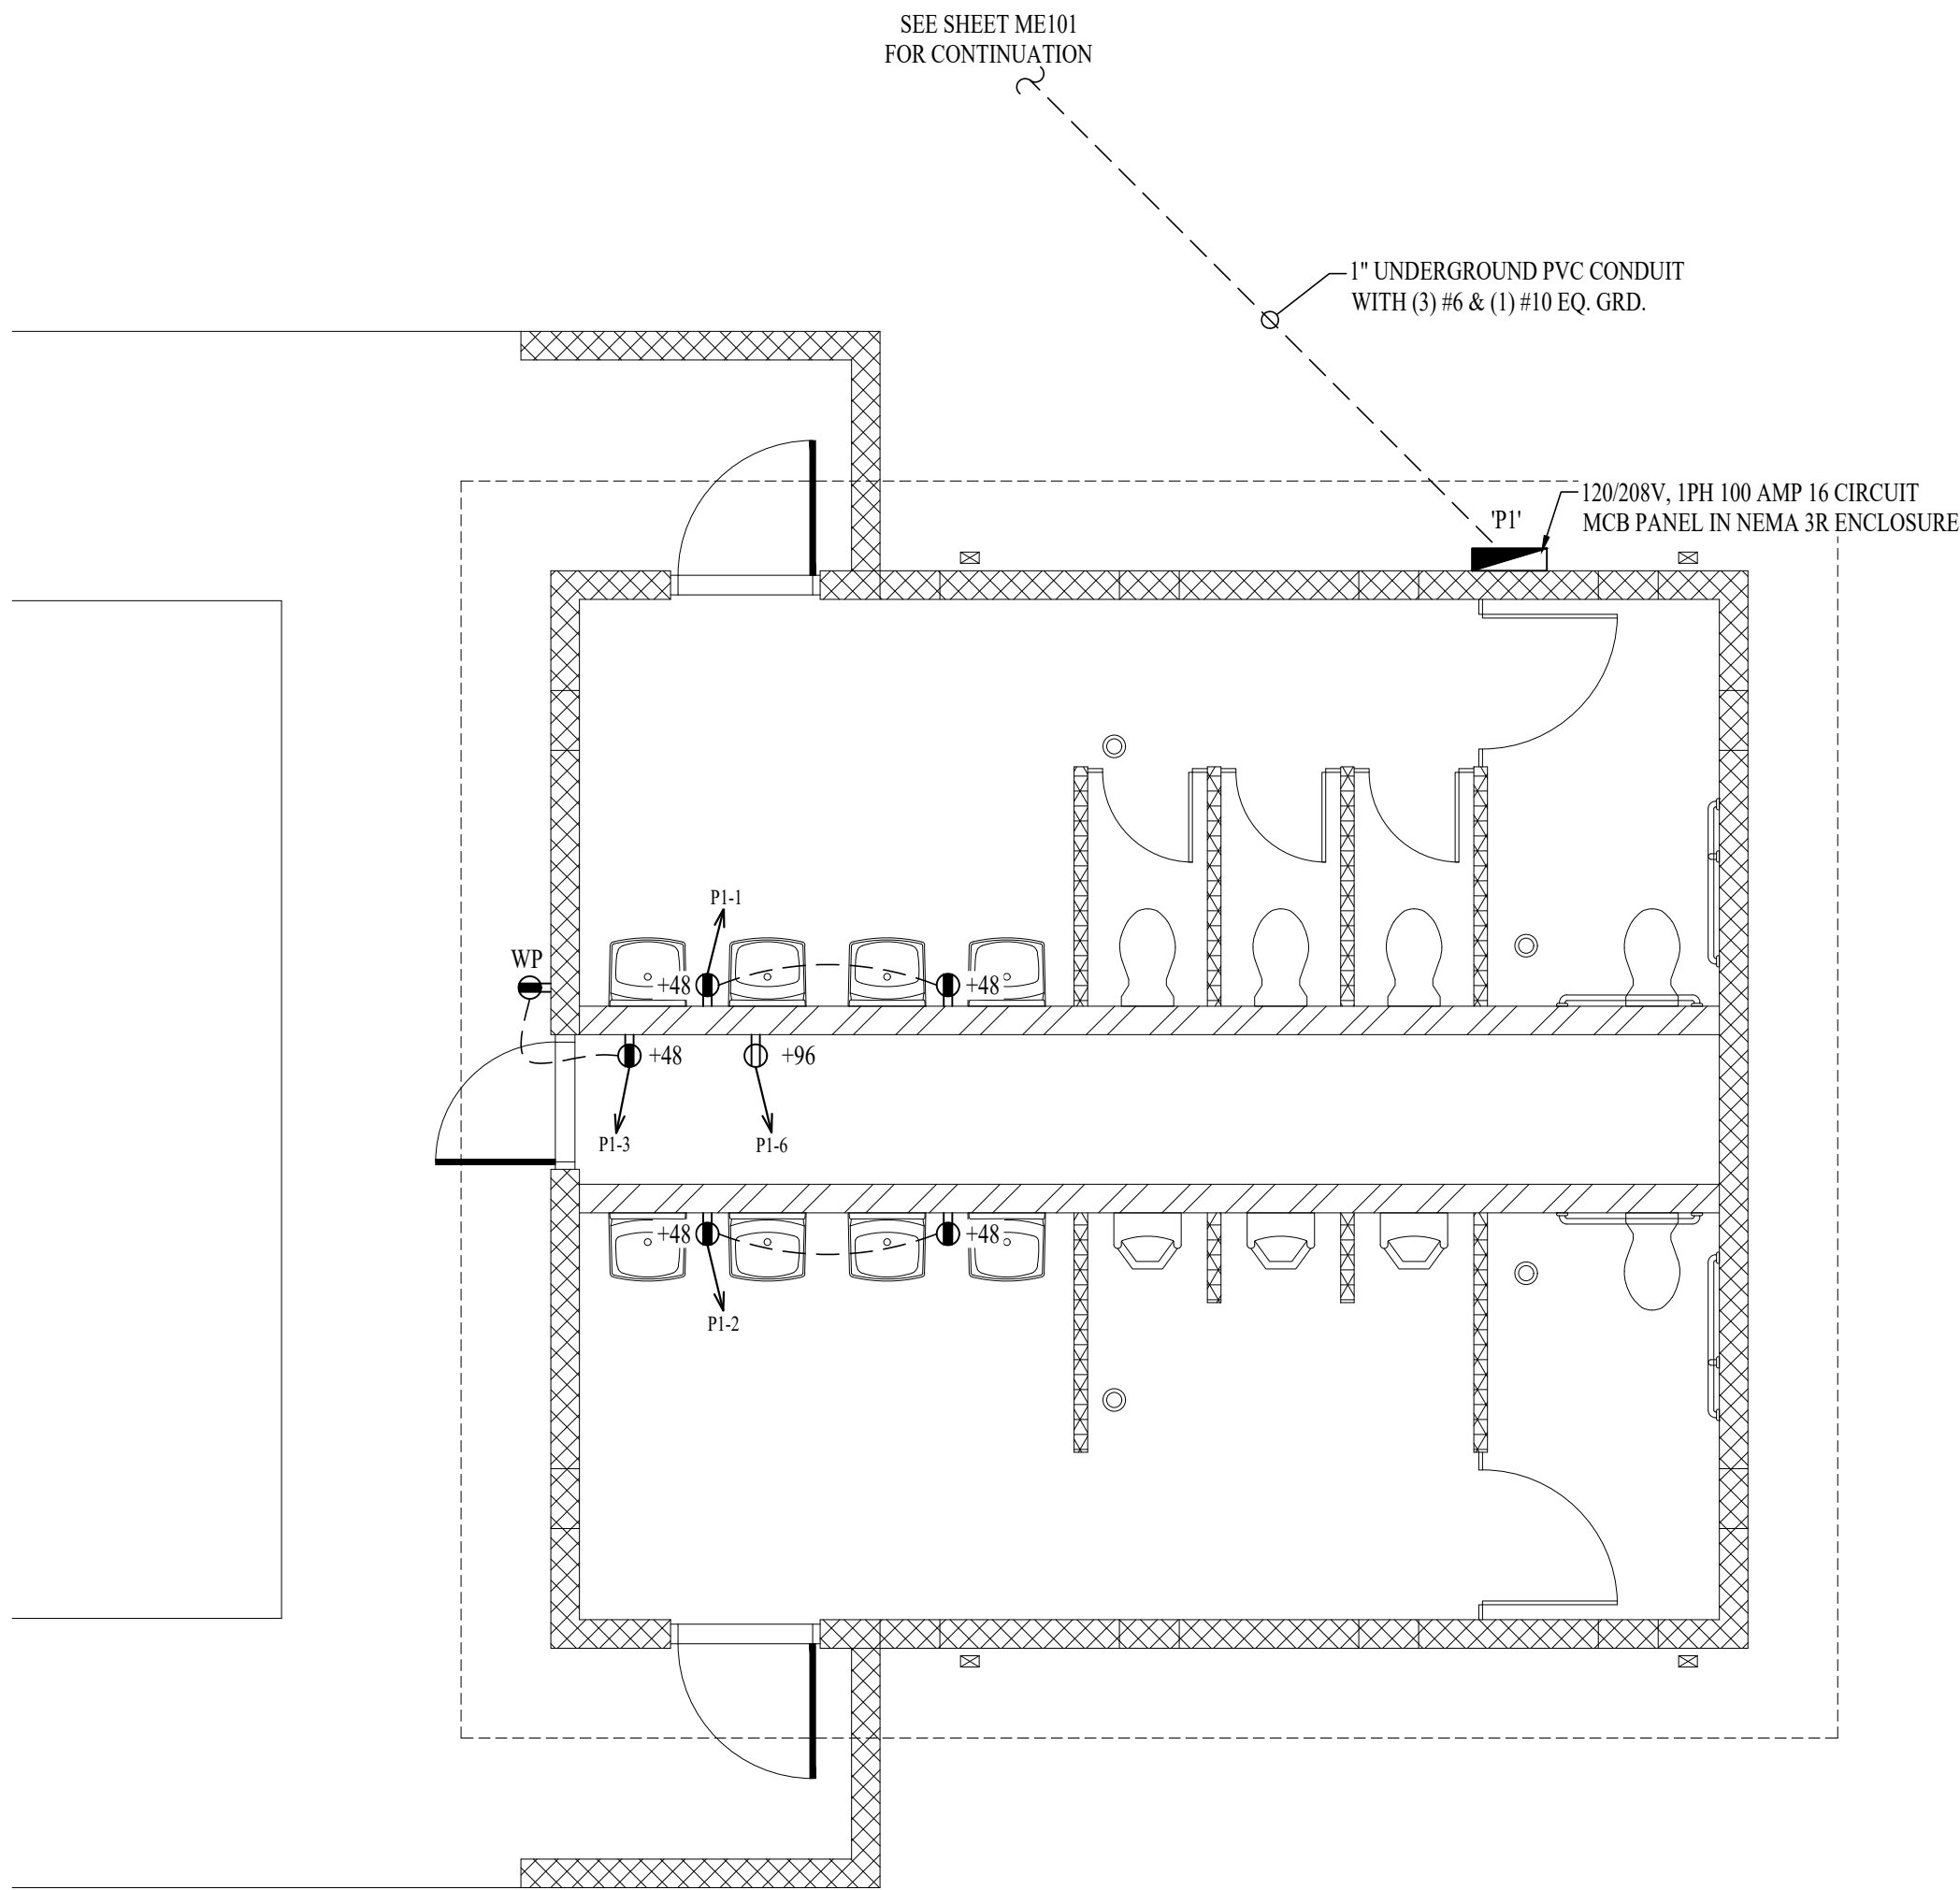 SEE SHEET ME101
FOR CONTINUATION
1" UNDERGROUND PVC CONDUIT
WITH (3) #6 & (1) #10 EQ. GRD.
120/208V, 1PH 100 AMP 16 CIRCUIT
MCB PANEL IN NEMA 3R ENCLOSURE
'P1'
P1-1
WP
+48
+48
+48
+96
P1-3
P1-6
+48
+48
P1-2